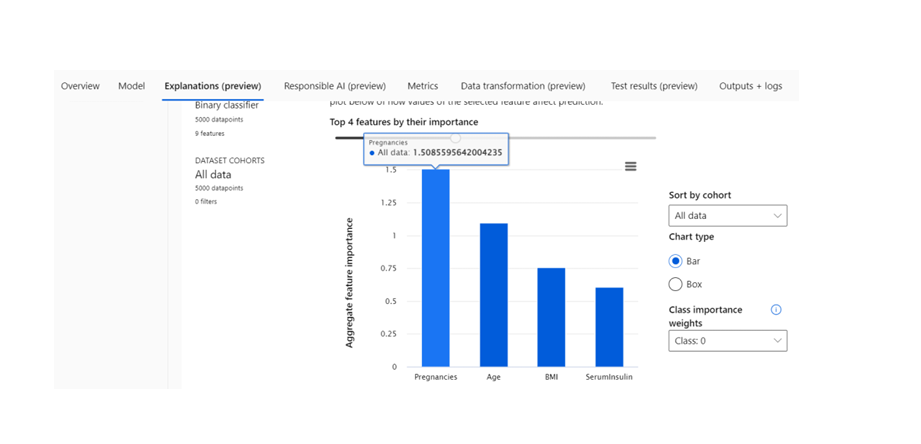 Overview Model Explanations (preview) Responsible AI (preview) Metrics Data transformation (preview) Test results (preview) Outputs + logs
Binary classifier
5000 datapoints
9 features
DATASET COHORTS
All data
5000 datapoints
0 filters
plot below of how values of the selected feature affect prediction.
Top 4 features by their importance
Pregnancies
All data: 1.5085595642004235
1.5
1.25
1
0.75
0.5
0.25
0
Aggregate feature importance
Pregnancies Age BMI SerumInsulin
Sort by cohort
All data
Chart type
Bar
Box
Class importance
weights
Class: 0